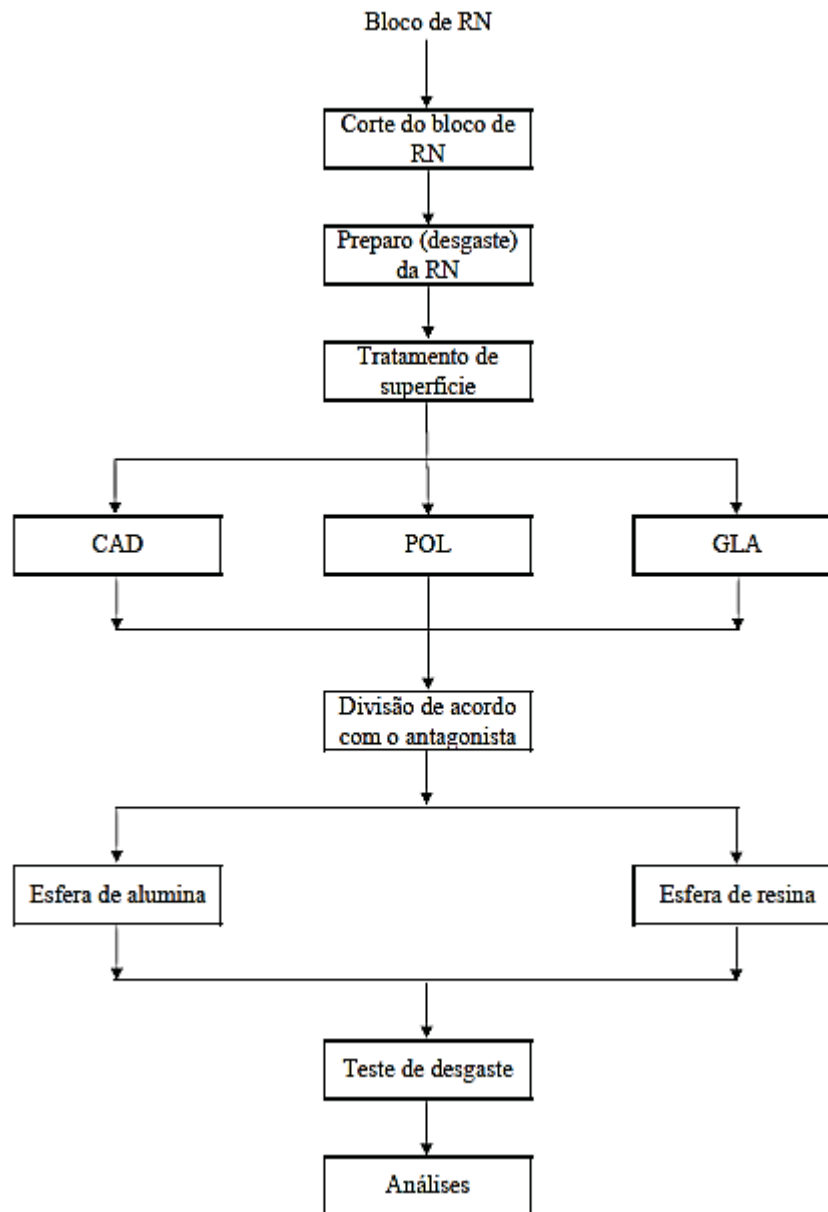 Bloco de RN
Corte do bloco de
RN
Preparo (desgaste)
da RN
Tratamento de
superfície
CAD
POL
GLA
Divisão de acordo
com o antagonista
Esfera de alumina
Esfera de resina
Teste de desgaste
Análises